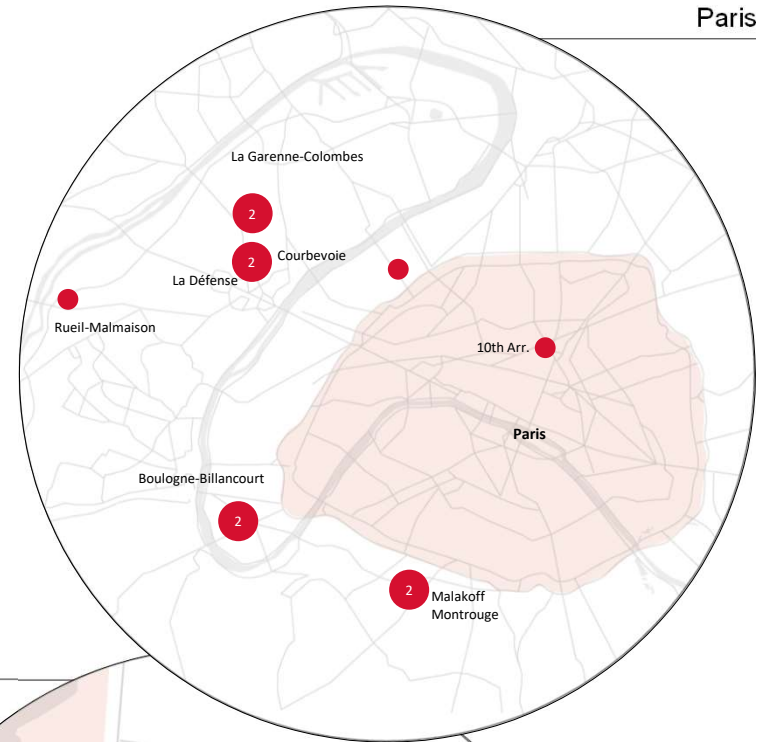 Paris
La Garenne-Colombes
2
2
Courbevoie
La Défense
Rueil-Malmaison
10th Arr.
Paris
Boulogne-Billancourt
2
2
Malakoff
Montrouge